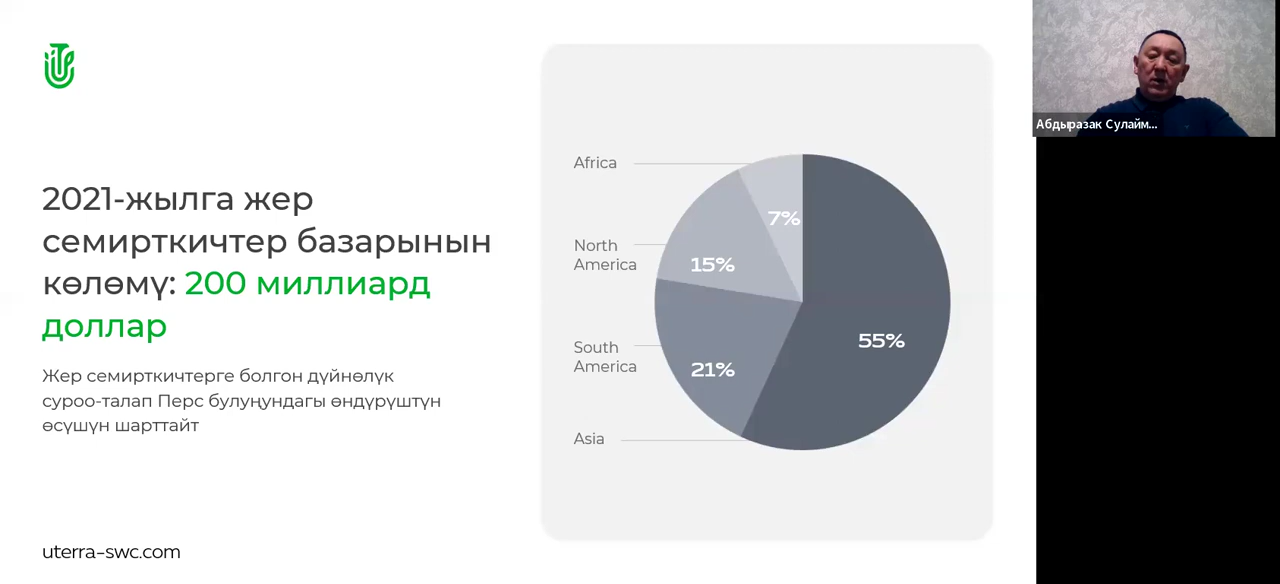 2021-жылга жер
семирткичтер базарынын
көлөмү: 200 миллиард
доллар
Жер семирткичтерге болгон дүйнөлүк
суроо-талап Перс булуңундагы өндүрүштүн
өсүшүн шарттайт
uterra-swc.com
Africa
7%
North
America
15%
South
America
21%
55%
Asia
Абдыразак Сулайм...